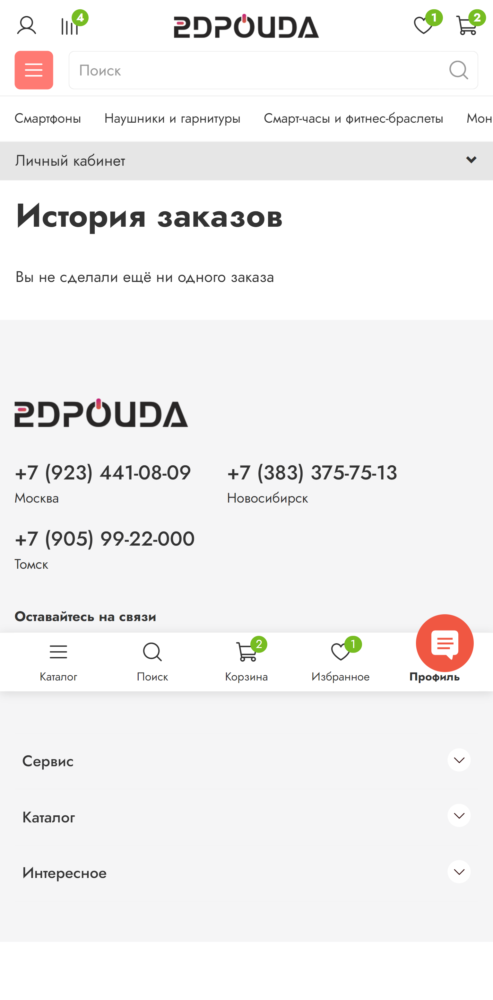 4
2DPOUDA
1
2
Поиск
Смартфоны Наушники и гарнитуры Смарт-часы и фитнес-браслеты Мон
Личный кабинет
История заказов
Вы не сделали ещё ни одного заказа
2DPOUDA
+7 (923) 441-08-09 +7 (383) 375-75-13
Москва Новосибирск
+7 (905) 99-22-000
Томск
Оставайтесь на связи
2 1
Каталог Поиск Корзина Избранное Профиль
Сервис
Каталог
Интересное